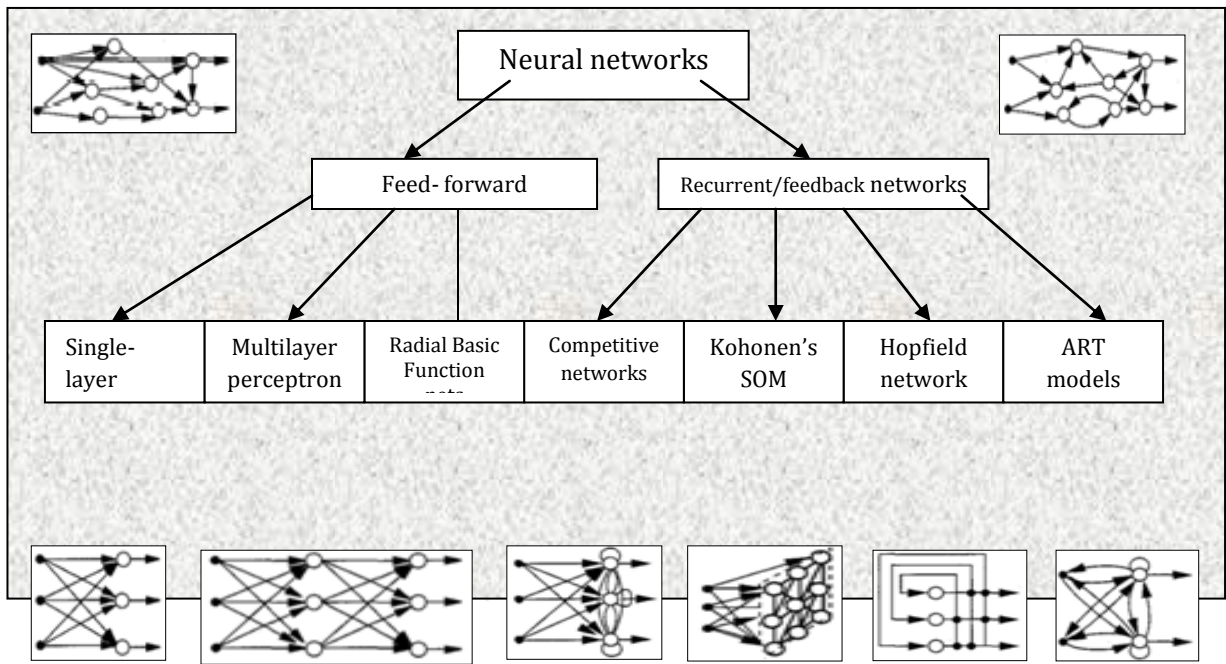 Neural networks
Feed- forward
Recurrent/feedback networks
Single-
layer
Multilayer
perceptron
Radial Basic
Function
Competitive
networks
Kohonen's
SOM
Hopfield
network
ART
models